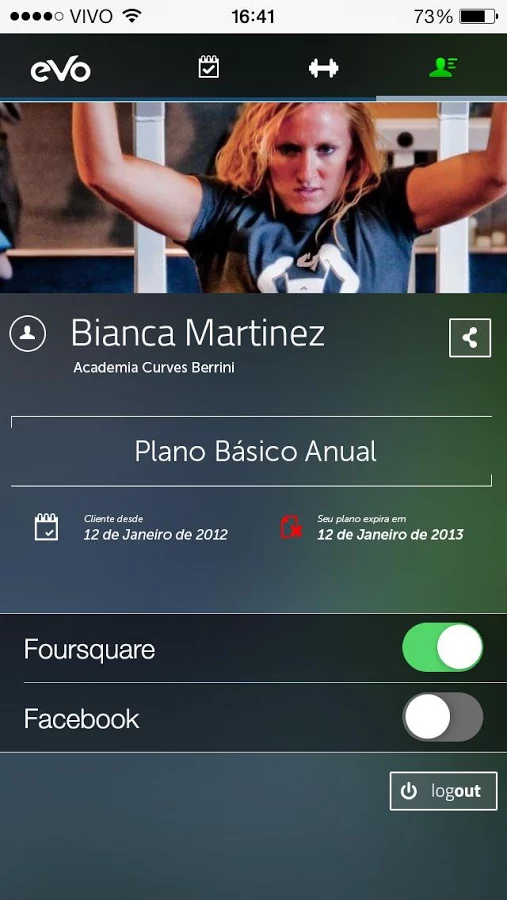 VIVO 16:41 73%
evo
Bianca Martinez
Academia Curves Berrini
Plano Básico Anual
Cliente desde
12 de Janeiro de 2012
Seu plano expira em
12 de Janeiro de 2013
Foursquare
Facebook
logout